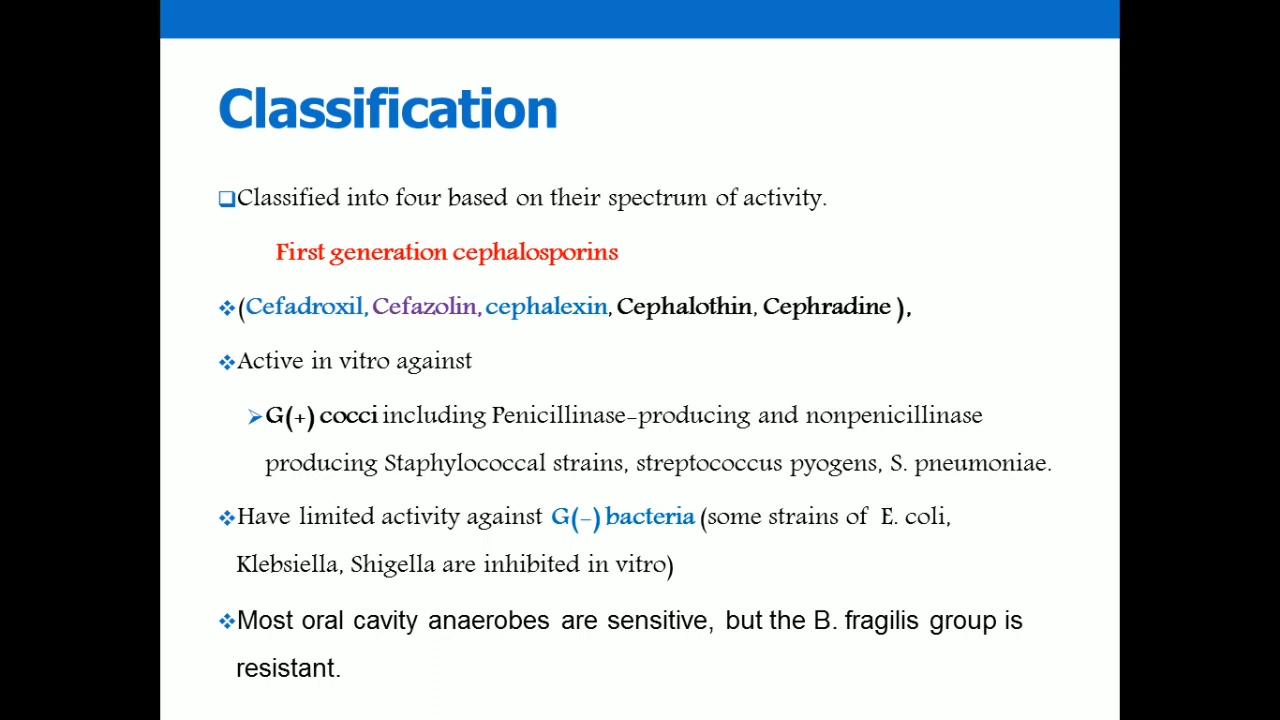 Classification
Classified into four based on their spectrum of activity.
First generation cephalosporins
(Cefadroxil, Cefazolin, cephalexin, Cephalothin, Cephradine ),
Active in vitro against
G(+) cocci including Penicillinase-producing and nonpenicillinase
producing Staphylococcal strains, streptococcus pyogens, S. pneumoniae.
Have limited activity against G(-) bacteria (some strains of E. coli,
Klebsiella, Shigella are inhibited in vitro)
Most oral cavity anaerobes are sensitive, but the B. fragilis group is
resistant.